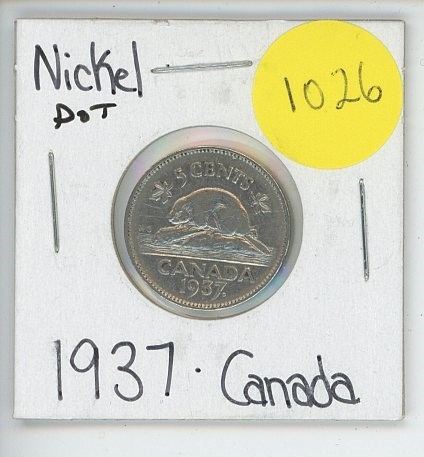 Nickel
DOT
1026
5 CENTS
CANADA
1937.
1937. Canada